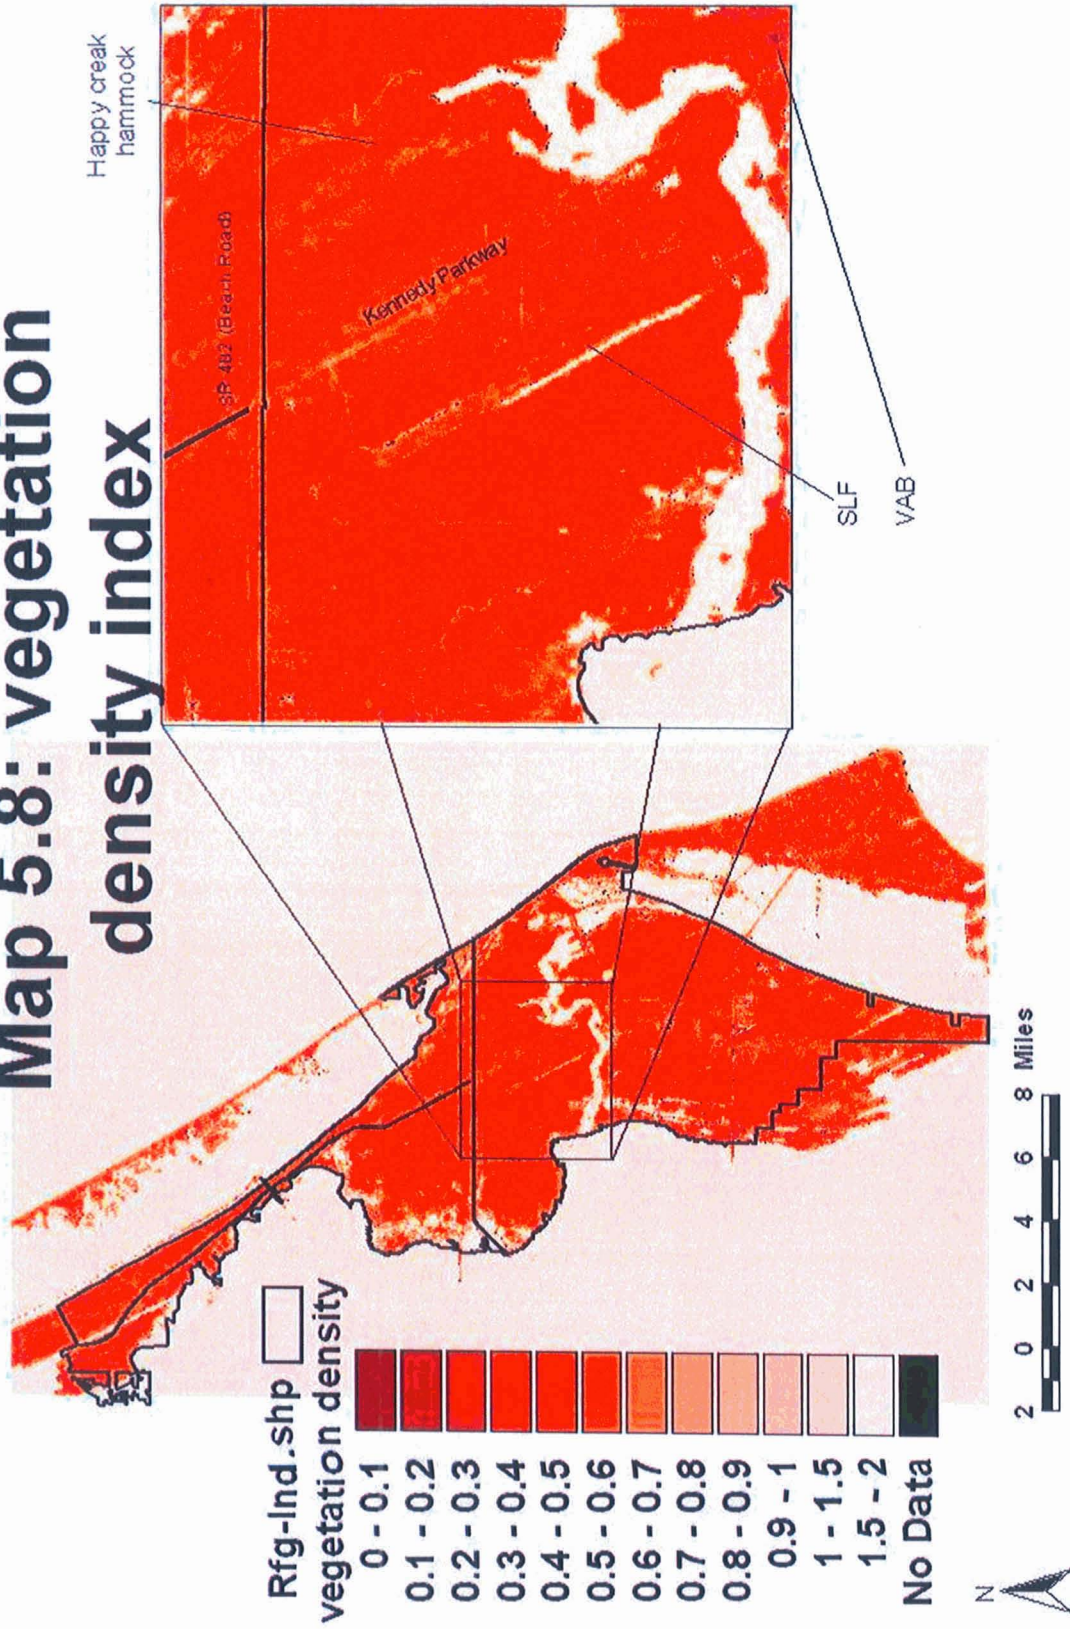 Map 5.8: vegetation
density index
Happy creak
hammock
SR 402 (Beach Road)
Kennedy Parkway
SLF
VAB
Rfg-lnd.shp
vegetation density
0 - 0.1
0.1 - 0.2
0.2 - 0.3
0.3 - 0.4
0.4 - 0.5
0.5 - 0.6
0.6 - 0.7
0.7 - 0.8
0.8 - 0.9
0.9 - 1
1 - 1.5
1.5 - 2
No Data
N
2 0 2 4 6 8 Miles